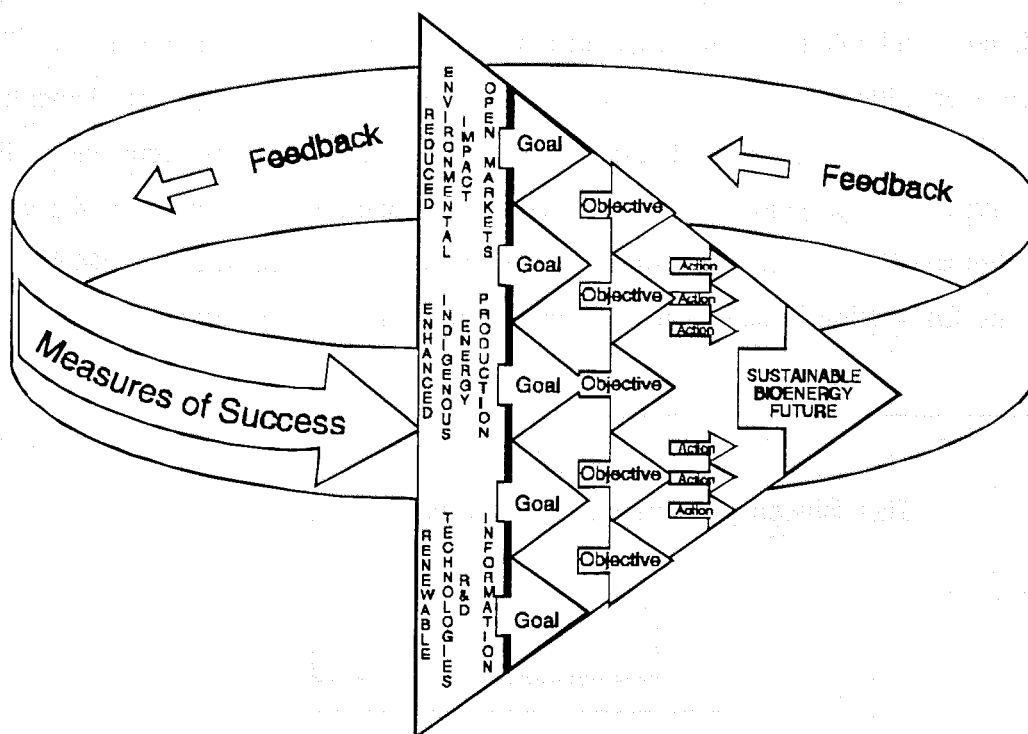 Feedback
Feedback
Measures of Success
REDUCED
ENVIRONMENTAL
IMPACT
OPEN MARKETS
ENHANCED
INDIGENOUS
ENERGY
PRODUCTION
RENEWABLE
TECHNOLOGIES
R&D
INFORMATION
Goal
Goal
Goal
Goal
Goal
Objective
Objective
Objective
Objective
Objective
Action
Action
Action
Action
Action
Action
SUSTAINABLE
BIOENERGY
FUTURE